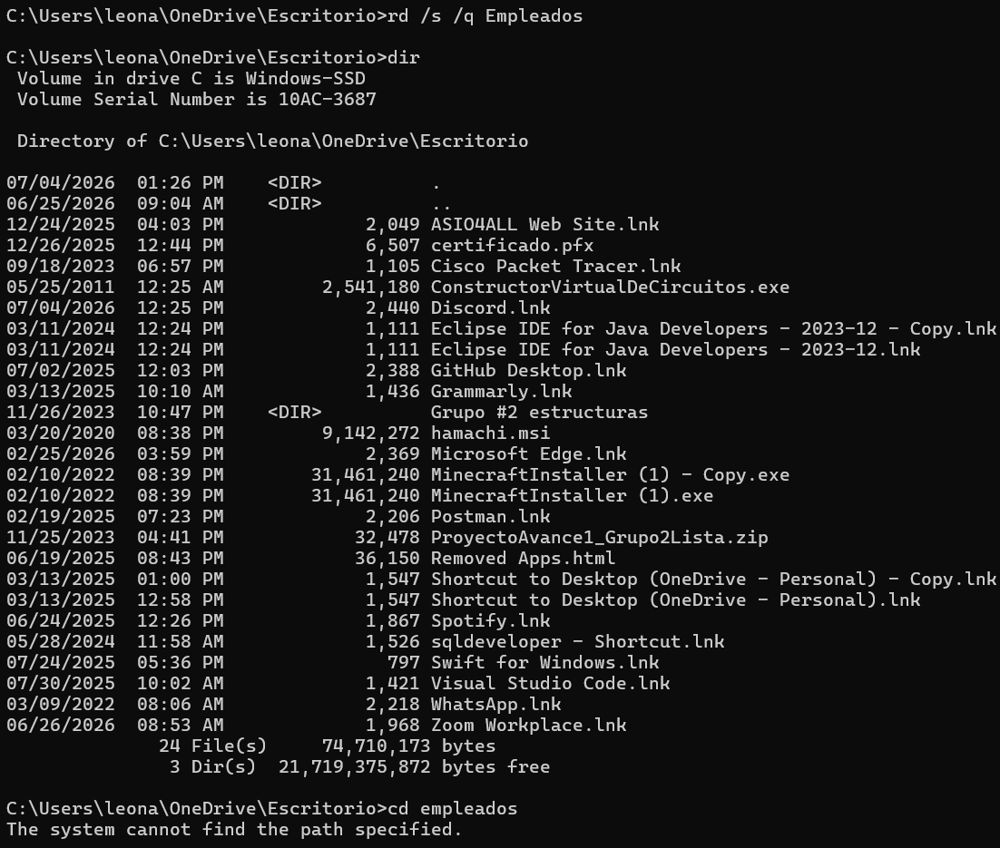 C:\Users\leona\OneDrive\Escritorio>rd /s /q Empleados
C:\Users\leona\OneDrive\Escritorio>dir
 Volume in drive C is Windows-SSD
 Volume Serial Number is 10AC-3687
 Directory of C:\Users\leona\OneDrive\Escritorio
07/04/2026  01:26 PM    <DIR>          .
06/25/2026  09:04 AM    <DIR>          ..
12/24/2025  04:03 PM             2,049 ASIO4ALL Web Site.lnk
12/26/2025  12:44 PM             6,507 certificado.pfx
09/18/2023  06:57 PM             1,105 Cisco Packet Tracer.lnk
05/25/2011  12:25 AM         2,541,180 ConstructorVirtualDeCircuitos.exe
07/04/2026  12:25 PM             2,440 Discord.lnk
03/11/2024  12:24 PM             1,111 Eclipse IDE for Java Developers - 2023-12 - Copy.lnk
03/11/2024  12:24 PM             1,111 Eclipse IDE for Java Developers - 2023-12.lnk
07/02/2025  12:03 PM             2,388 GitHub Desktop.lnk
03/13/2025  10:10 AM             1,436 Grammarly.lnk
11/26/2023  10:47 PM    <DIR>          Grupo #2 estructuras
03/20/2020  08:38 PM         9,142,272 hamachi.msi
02/25/2026  03:59 PM             2,369 Microsoft Edge.lnk
02/10/2022  08:39 PM        31,461,240 MinecraftInstaller (1) - Copy.exe
02/10/2022  08:39 PM        31,461,240 MinecraftInstaller (1).exe
02/19/2025  07:23 PM             2,206 Postman.lnk
11/25/2023  04:41 PM            32,478 ProyectoAvance1_Grupo2Lista.zip
06/19/2025  08:43 PM            36,150 Removed Apps.html
03/13/2025  01:00 PM             1,547 Shortcut to Desktop (OneDrive - Personal) - Copy.lnk
03/13/2025  12:58 PM             1,547 Shortcut to Desktop (OneDrive - Personal).lnk
06/24/2025  12:26 PM             1,867 Spotify.lnk
05/28/2024  11:58 AM             1,526 sqldeveloper - Shortcut.lnk
07/24/2025  05:36 PM               797 Swift for Windows.lnk
07/30/2025  10:02 AM             1,421 Visual Studio Code.lnk
03/09/2022  08:06 AM             2,218 WhatsApp.lnk
06/26/2026  08:53 AM             1,968 Zoom Workplace.lnk
              24 File(s)     74,710,173 bytes
               3 Dir(s)  21,719,375,872 bytes free
C:\Users\leona\OneDrive\Escritorio>cd empleados
The system cannot find the path specified.